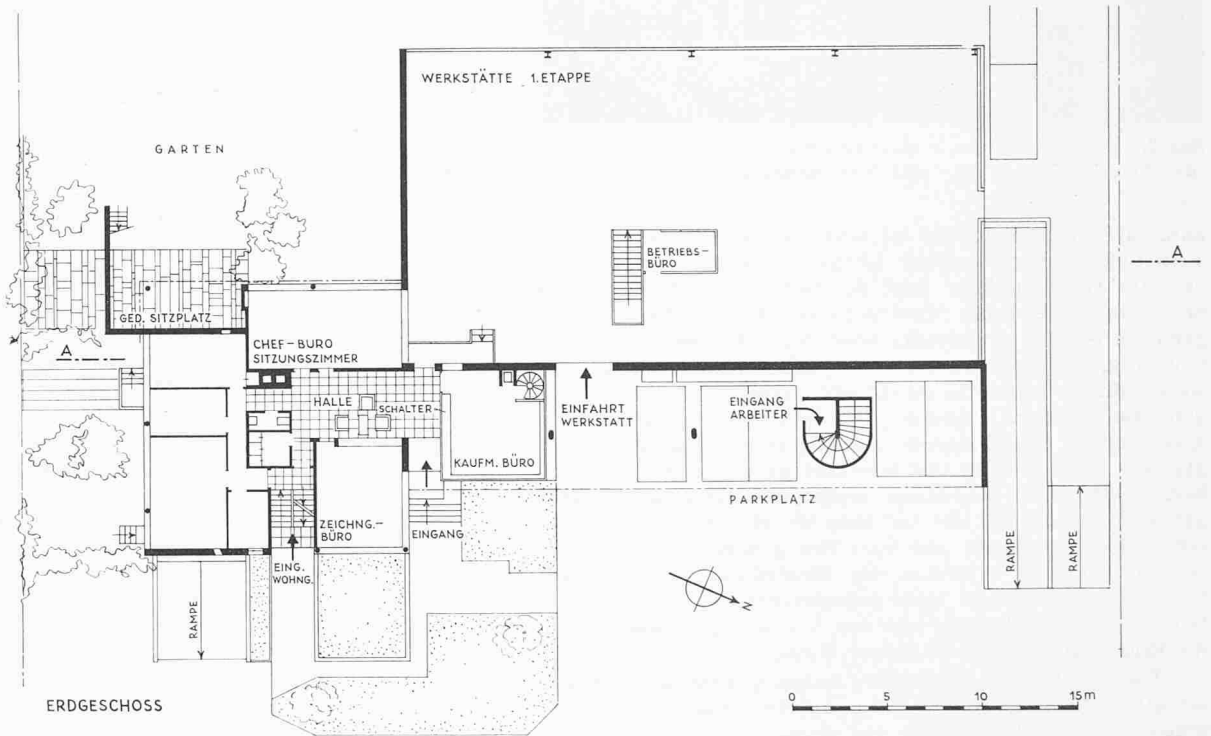 WERKSTÄTTE 1. ETAPPE
GARTEN
BETRIEBS-
BÜRO
A
GED. SITZPLATZ
CHEF-BÜRO
SITZUNGSZIMMER
A
HALLE
SCHALTER
EINFAHRT
WERKSTATT
EINGANG
ARBEITER
KAUFM. BÜRO
PARKPLATZ
ZEICHNG.-
BÜRO
EINGANG
EING.
WOHNG.
RAMPE
RAMPE
RAMPE
N
ERDGESCHOSS
0 5 10 15m